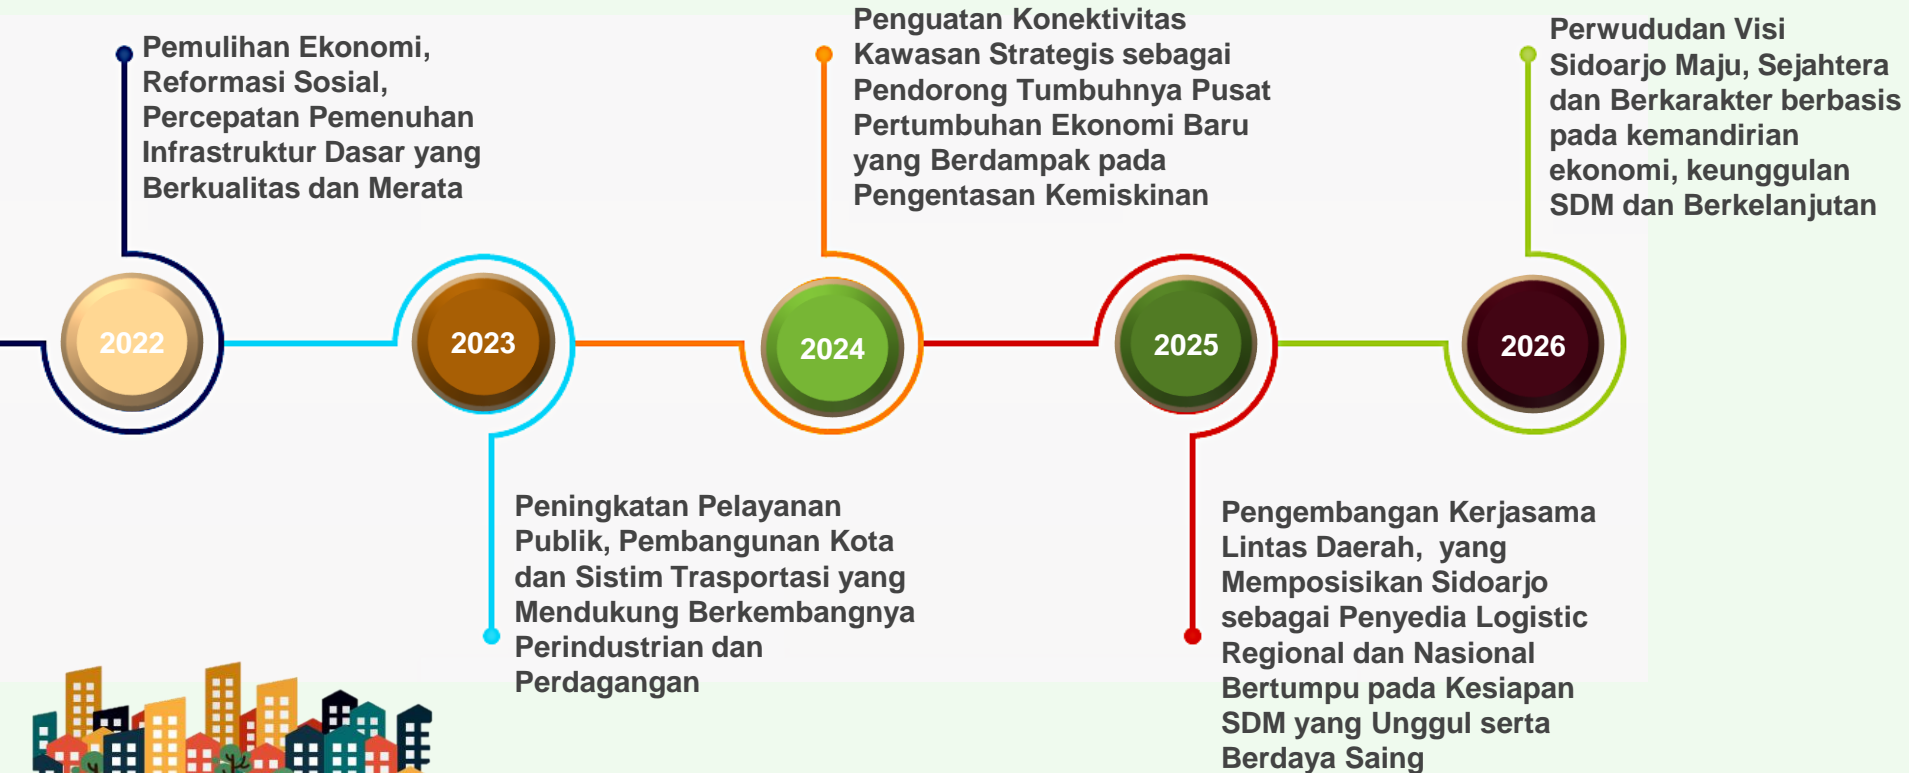 Pemulihan Ekonomi,
Reformasi Sosial,
Percepatan Pemenuhan
Infrastruktur Dasar yang
Berkualitas dan Merata
Penguatan Konektivitas
Kawasan Strategis sebagai
Pendorong Tumbuhnya Pusat
Pertumbuhan Ekonomi Baru
yang Berdampak pada
Pengentasan Kemiskinan
Perwududan Visi
Sidoarjo Maju, Sejahtera
dan Berkarakter berbasis
pada kemandirian
ekonomi, keunggulan
SDM dan Berkelanjutan
2022
2023
2024
2025
2026
Peningkatan Pelayanan
Publik, Pembangunan Kota
dan Sistim Trasportasi yang
Mendukung Berkembangnya
Perindustrian dan
Perdagangan
Pengembangan Kerjasama
Lintas Daerah, yang
Memposisikan Sidoarjo
sebagai Penyedia Logistic
Regional dan Nasional
Bertumpu pada Kesiapan
SDM yang Unggul serta
Berdaya Saing